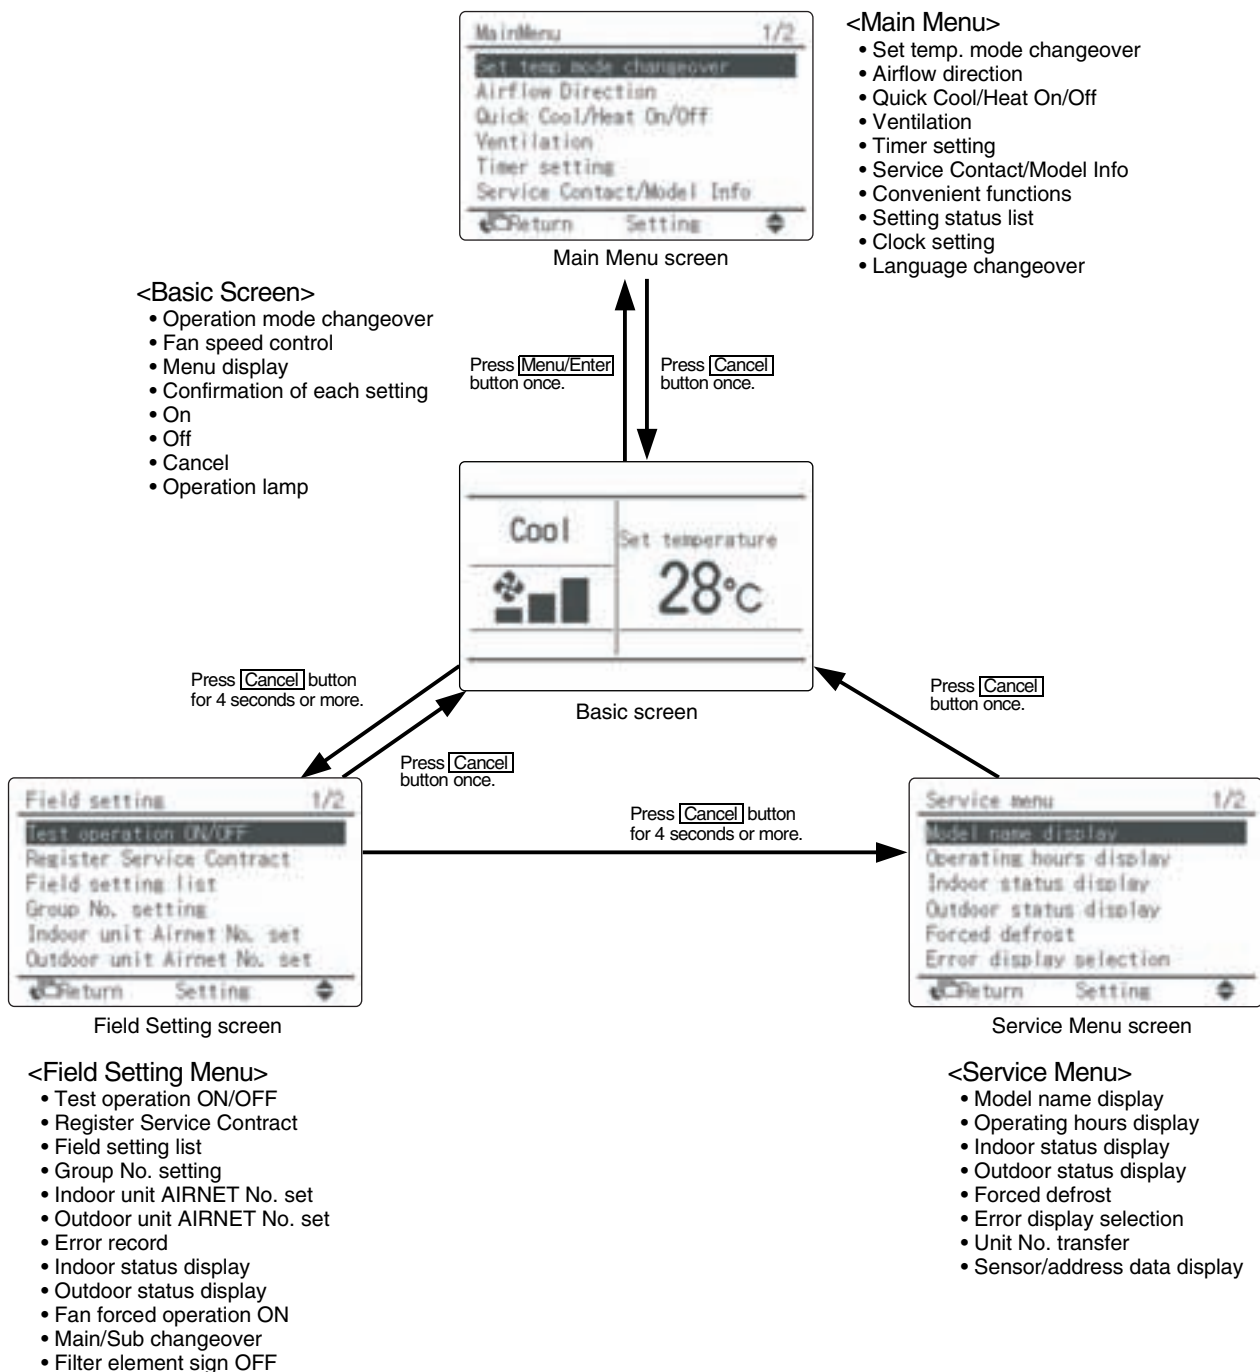 MainMenu 1/2
Set temp mode changeover
Airflow Direction
Quick Cool/Heat On/Off
Ventilation
Timer setting
Service Contact/Model Info
Return Setting
Main Menu screen
<Main Menu>
• Set temp. mode changeover
• Airflow direction
• Quick Cool/Heat On/Off
• Ventilation
• Timer setting
• Service Contact/Model Info
• Convenient functions
• Setting status list
• Clock setting
• Language changeover
<Basic Screen>
• Operation mode changeover
• Fan speed control
• Menu display
• Confirmation of each setting
• On
• Off
• Cancel
• Operation lamp
Press Menu/Enter
button once.
Press Cancel
button once.
Cool
Set temperature
28°C
Basic screen
Press Cancel button
for 4 seconds or more.
Press Cancel
button once.
Press Cancel
button once.
Press Cancel button
for 4 seconds or more.
Field setting 1/2
Test operation ON/OFF
Register Service Contract
Field setting list
Group No. setting
Indoor unit Airnet No. set
Outdoor unit Airnet No. set
Return Setting
Field Setting screen
Service menu 1/2
Model name display
Operating hours display
Indoor status display
Outdoor status display
Forced defrost
Error display selection
Return Setting
Service Menu screen
<Field Setting Menu>
• Test operation ON/OFF
• Register Service Contract
• Field setting list
• Group No. setting
• Indoor unit AIRNET No. set
• Outdoor unit AIRNET No. set
• Error record
• Indoor status display
• Outdoor status display
• Fan forced operation ON
• Main/Sub changeover
• Filter element sign OFF
<Service Menu>
• Model name display
• Operating hours display
• Indoor status display
• Outdoor status display
• Forced defrost
• Error display selection
• Unit No. transfer
• Sensor/address data display